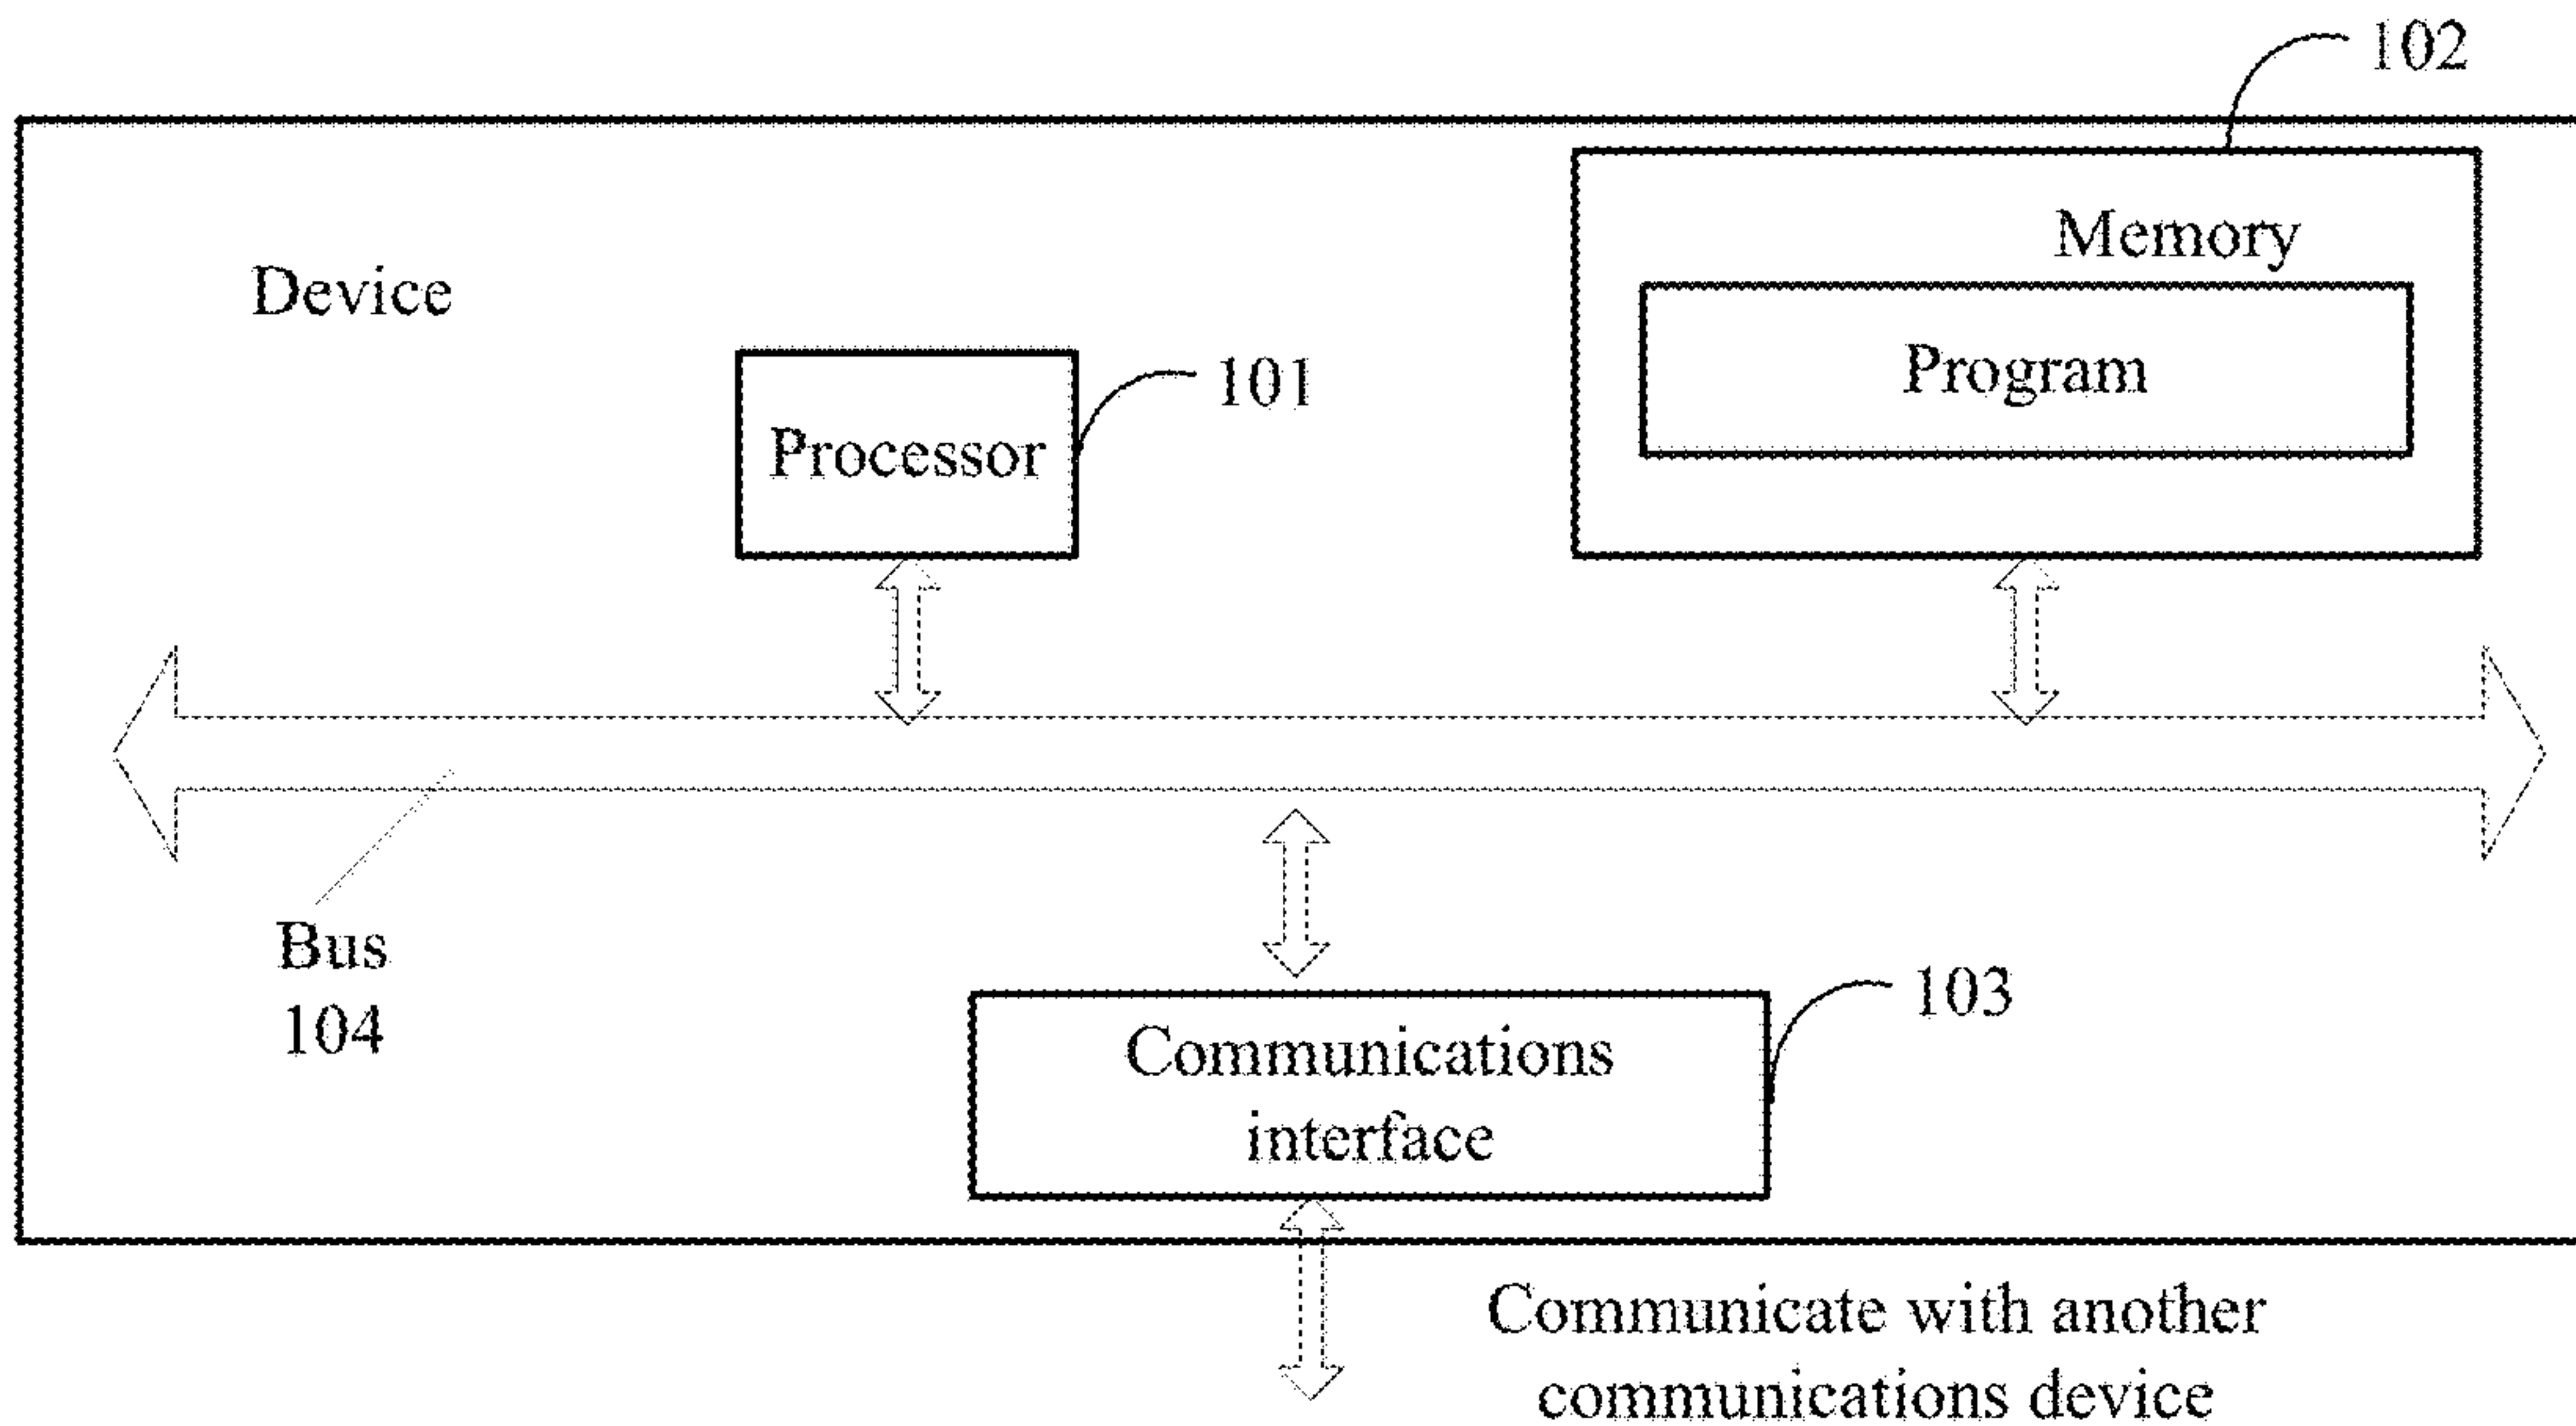 102
Memory
Device
Program
101
Processor
Bus
104
103
Communications
interface
Communicate with another
communications device